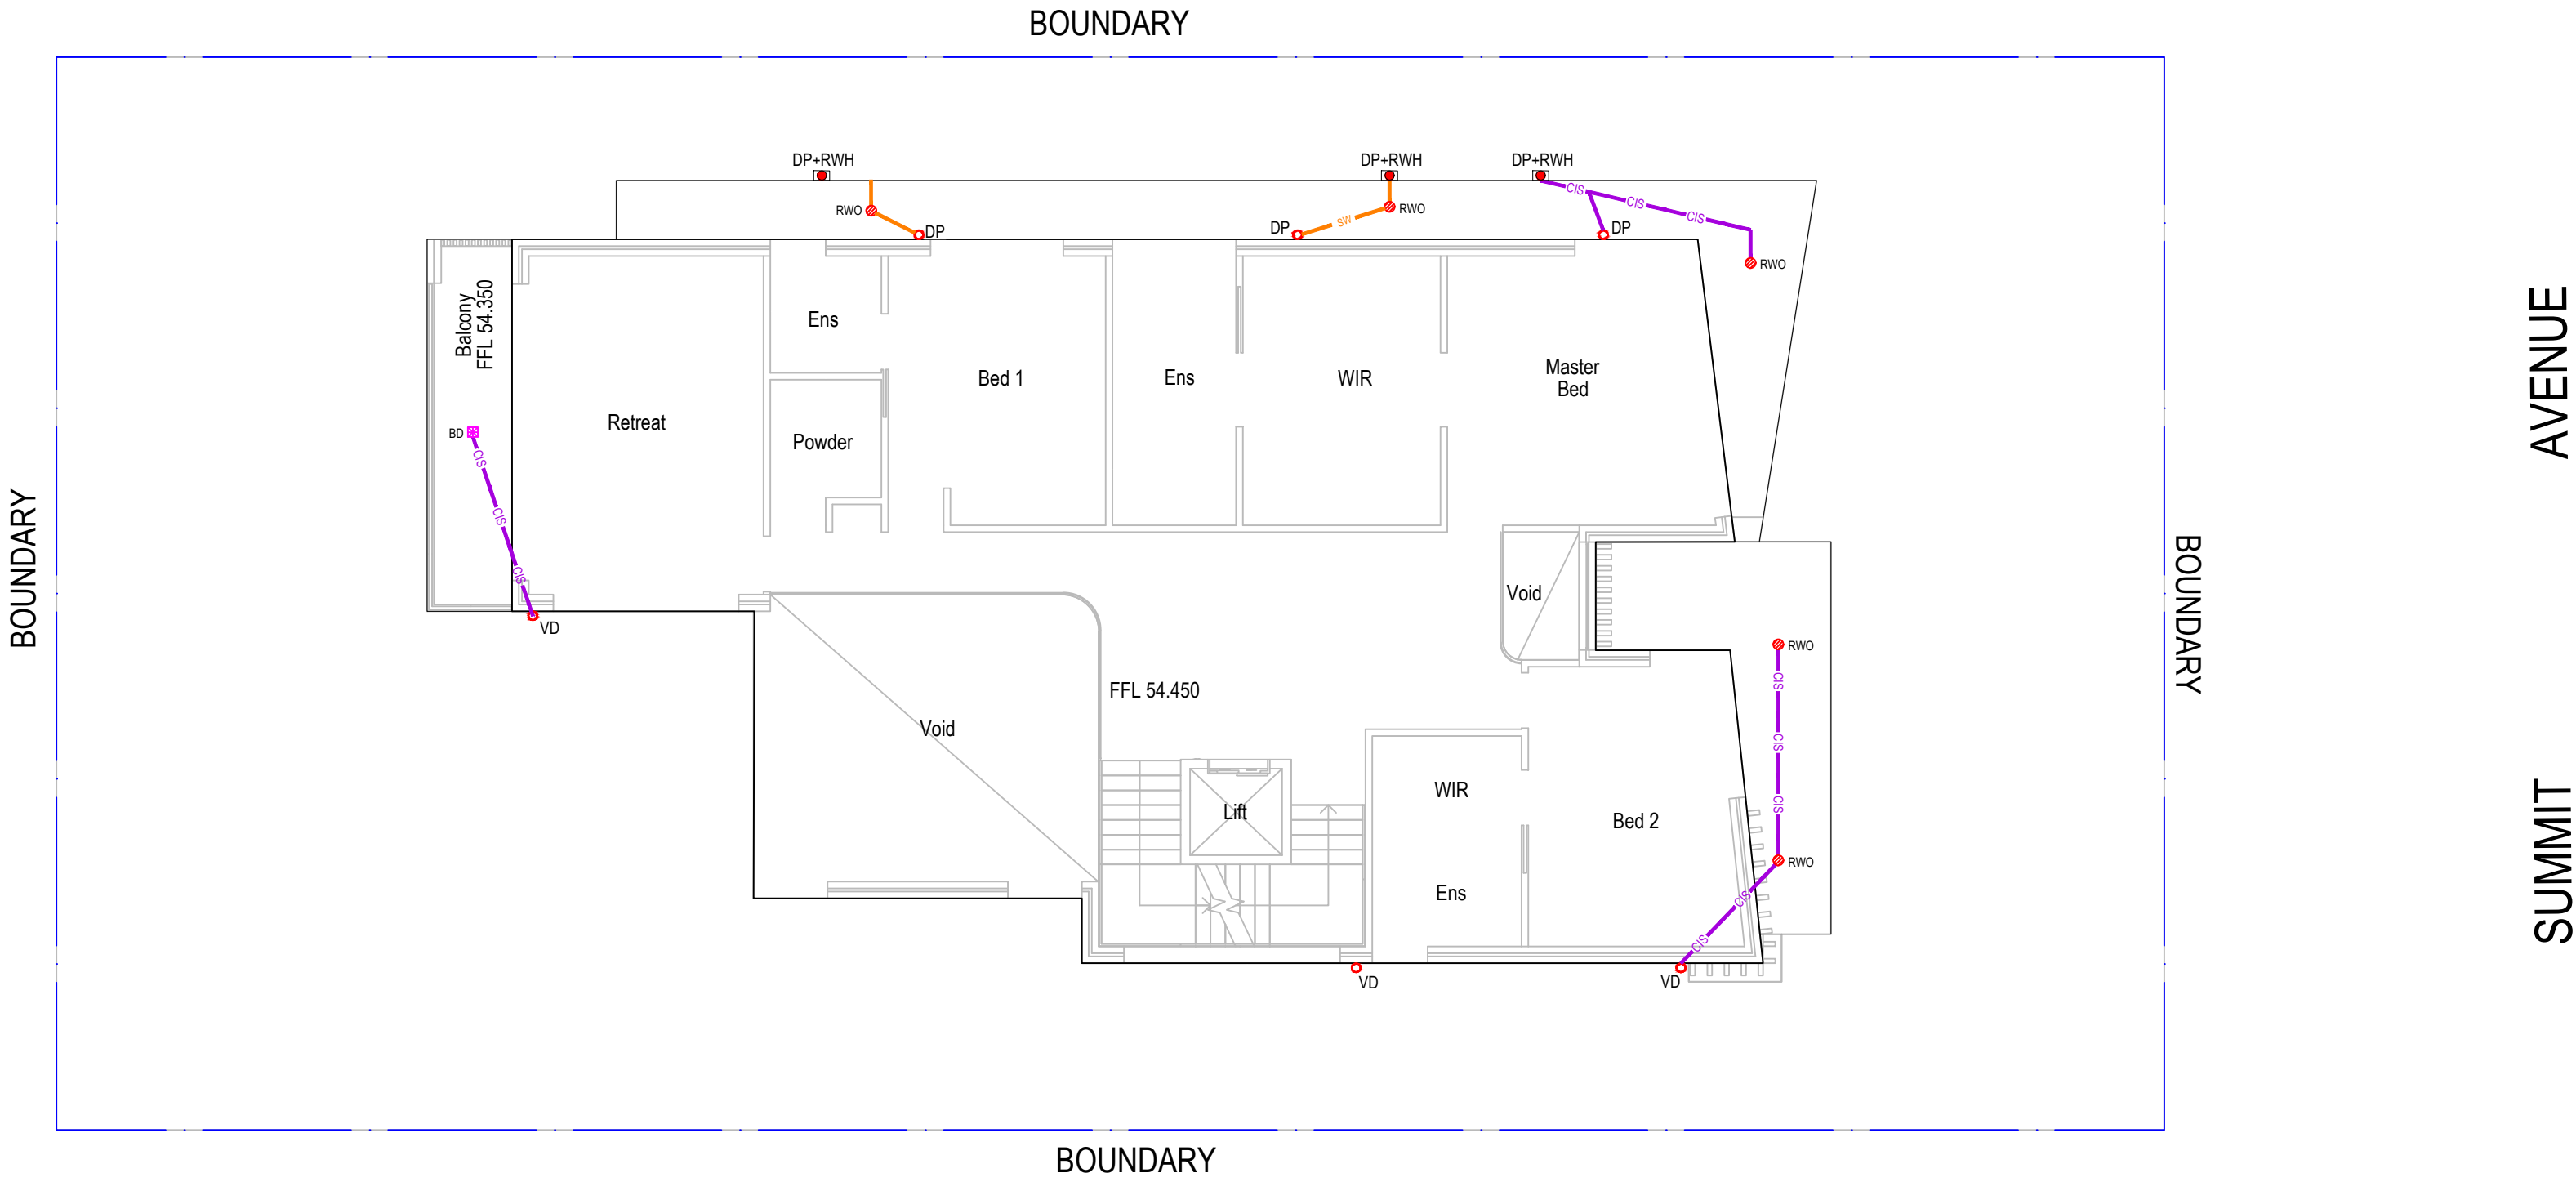 BOUNDARY
DP+RWH
DP+RWH
DP+RWH
CIS
CIS
CIS
RWO
RWO
SW
DP
DP
DP
RWO
Balcony
FFL 54.350
Ens
Bed 1
Ens
WIR
Master
Bed
AVENUE
Retreat
Powder
BD
CIS
CIS
CIS
VD
BOUNDARY
BOUNDARY
Void
RWO
CIS
CIS
CIS
RWO
FFL 54.450
Void
WIR
Lift
Bed 2
Ens
CIS
CIS
VD
VD
SUMMIT
BOUNDARY